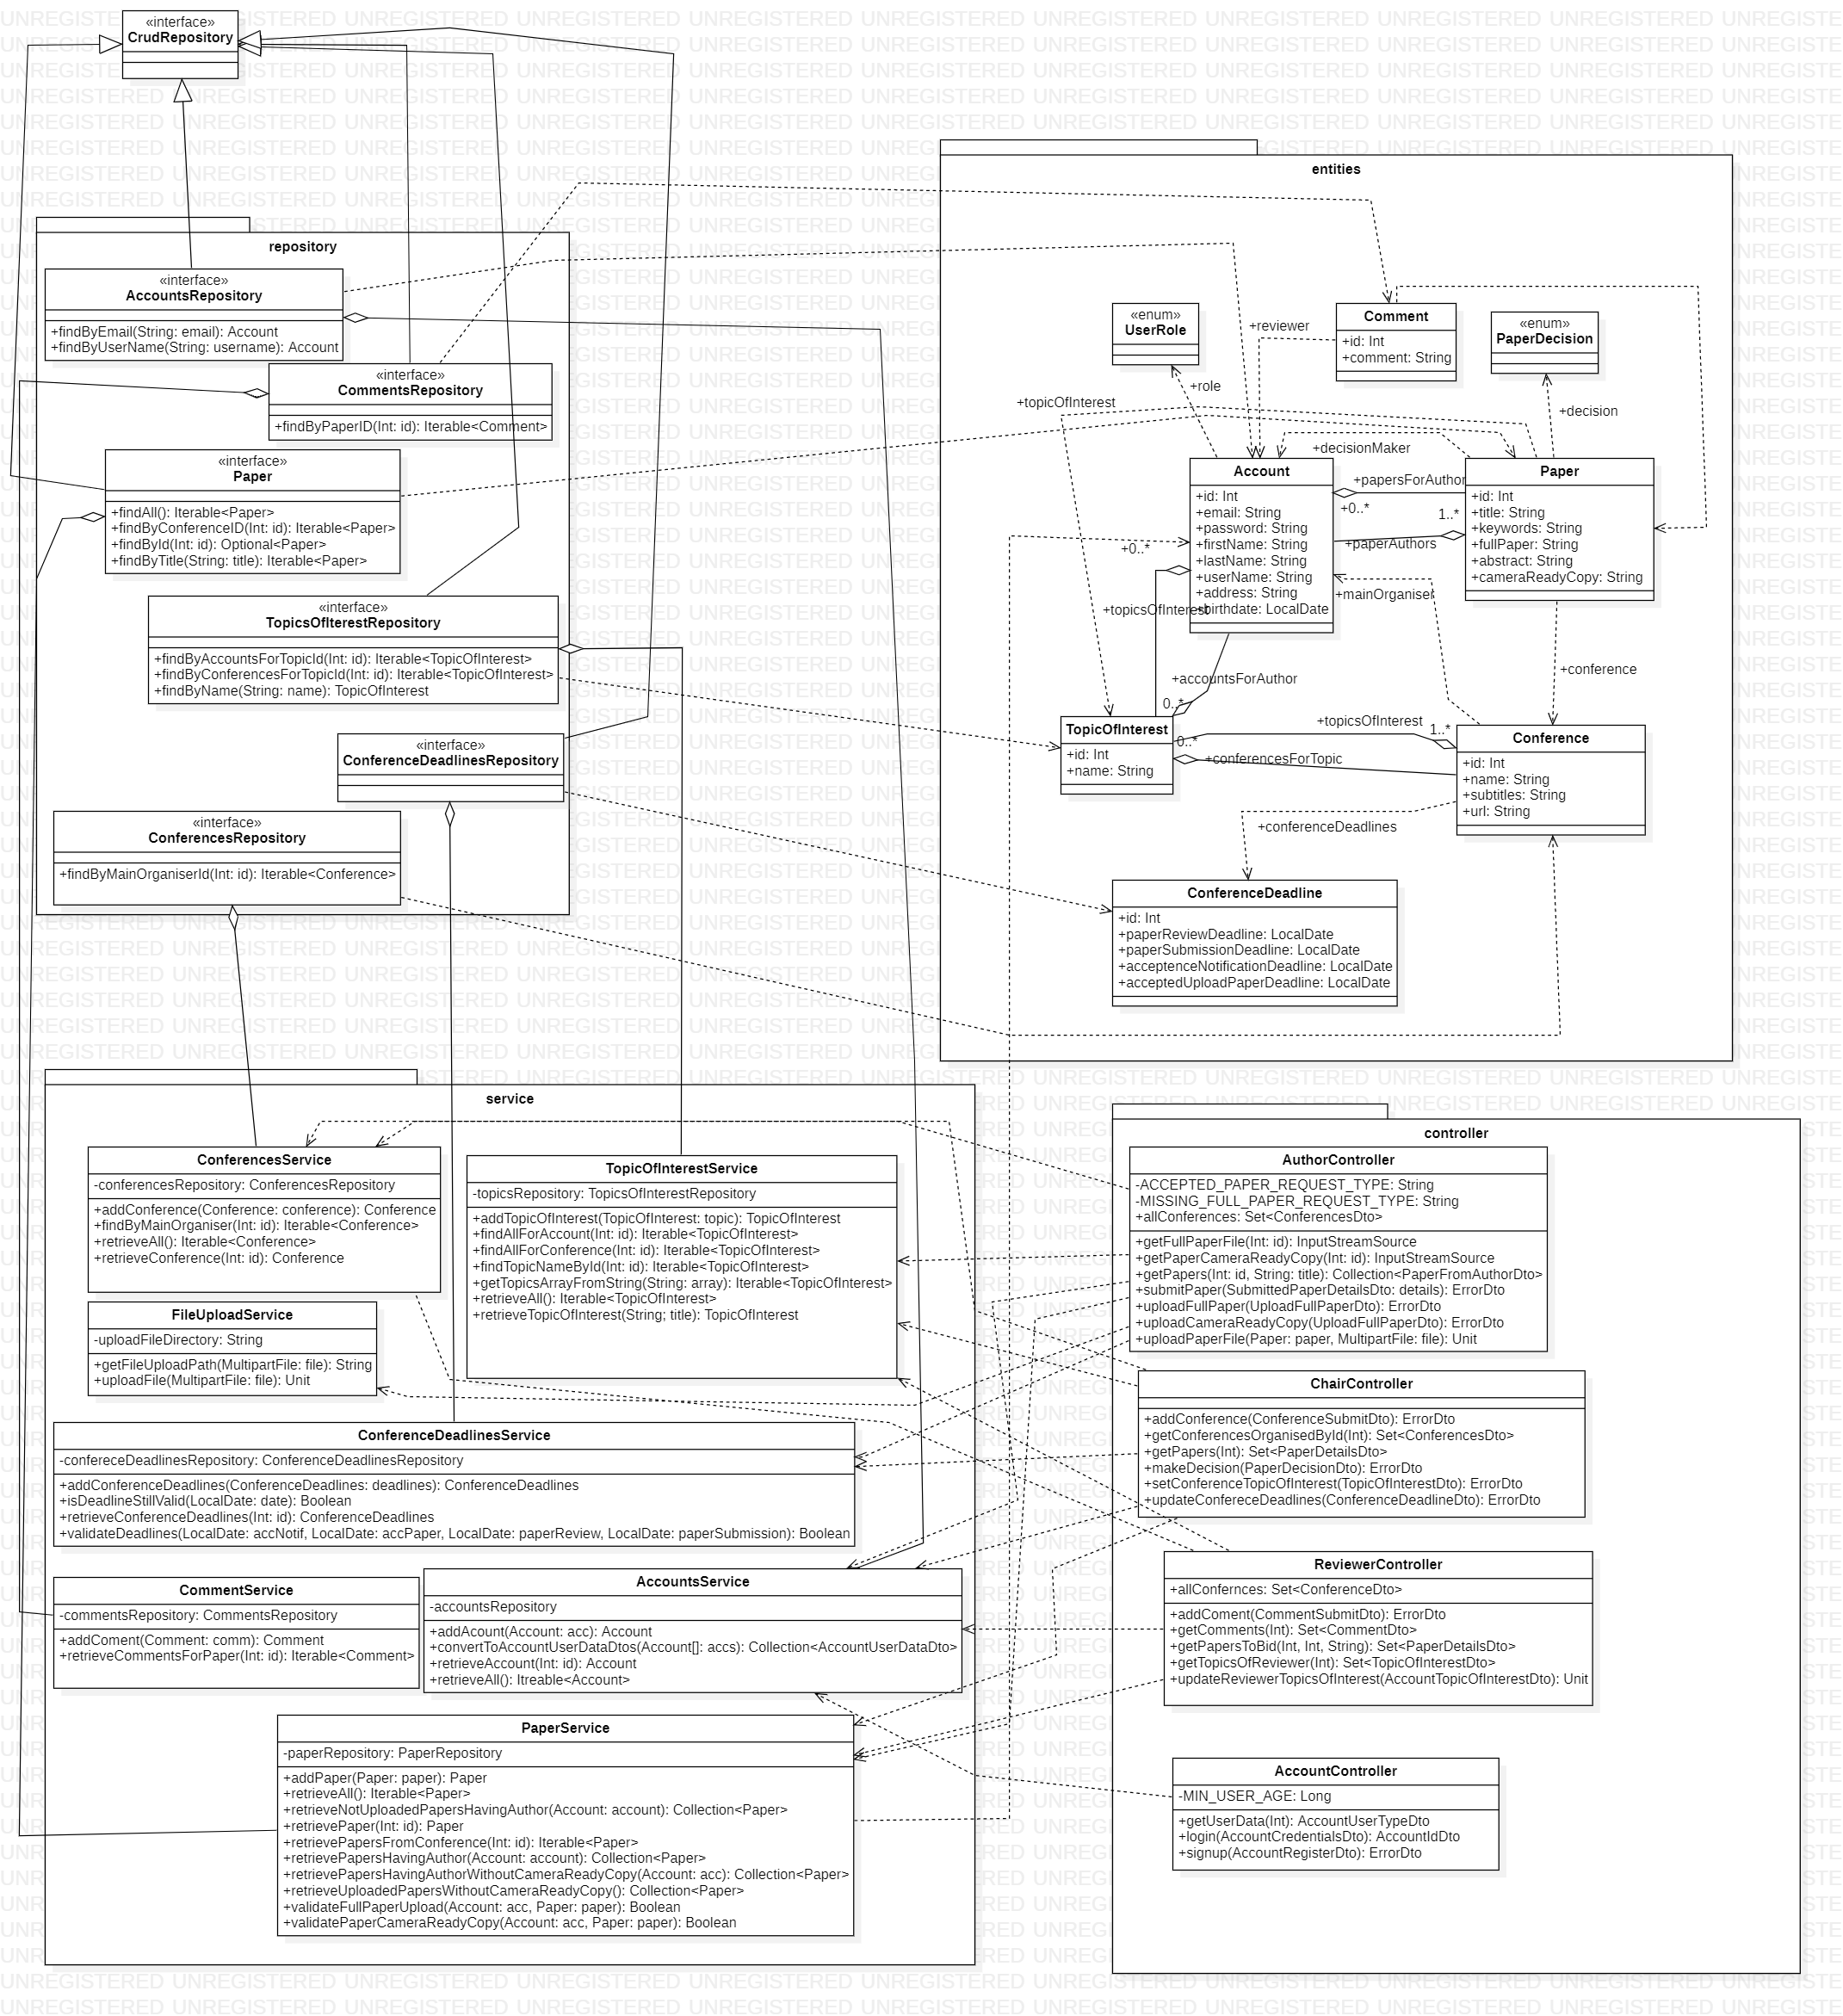 «interface»
CrudRepository
repository
«interface»
AccountsRepository
+findByEmail(String: email): Account
+findByUserName(String: username): Account
«interface»
CommentsRepository
+findByPaperID(Int: id): Iterable<Comment>
«interface»
Paper
+findAll(): Iterable<Paper>
+findByConferenceID(Int: id): Iterable<Paper>
+findById(Int: id): Optional<Paper>
+findByTitle(String: title): Iterable<Paper>
«interface»
TopicsOfIterestRepository
+findByAccountsForTopicId(Int: id): Iterable<TopicOfInterest>
+findByConferencesForTopicId(Int: id): Iterable<TopicOfInterest>
+findByName(String: name): TopicOfInterest
«interface»
ConferenceDeadlinesRepository
«interface»
ConferencesRepository
+findByMainOrganiserId(Int: id): Iterable<Conference>
entities
«enum»
UserRole
Comment
+id: Int
+comment: String
«enum»
PaperDecision
+reviewer
+role
+topicOfInterest
+decision
+decisionMaker
Account
+id: Int
+email: String
+password: String
+firstName: String
+lastName: String
+userName: String
+address: String
+birthdate: LocalDate
+papersForAuthor
+0..*
1..*
+paperAuthors
Paper
+id: Int
+title: String
+keywords: String
+fullPaper: String
+abstract: String
+cameraReadyCopy: String
+0..*
+topicsOfInterest
+mainOrganiser
+accountsForAuthor
0..*
+conference
TopicOfInterest
+id: Int
+name: String
+topicsOfInterest
1..*
0..*
+conferencesForTopic
Conference
+id: Int
+name: String
+subtitles: String
+url: String
+conferenceDeadlines
ConferenceDeadline
+id: Int
+paperReviewDeadline: LocalDate
+paperSubmissionDeadline: LocalDate
+acceptenceNotificationDeadline: LocalDate
+acceptedUploadPaperDeadline: LocalDate
service
ConferencesService
-conferencesRepository: ConferencesRepository
+addConference(Conference: conference): Conference
+findByMainOrganiser(Int: id): Iterable<Conference>
+retrieveAll(): Iterable<Conference>
+retrieveConference(Int: id): Conference
TopicOfInterestService
-topicsRepository: TopicsOfInterestRepository
+addTopicOfInterest(TopicOfInterest: topic): TopicOfInterest
+findAllForAccount(Int: id): Iterable<TopicOfInterest>
+findAllForConference(Int: id): Iterable<TopicOfInterest>
+findTopicNameById(Int: id): Iterable<TopicOfInterest>
+getTopicsArrayFromString(String: array): Iterable<TopicOfInterest>
+retrieveAll(): Iterable<TopicOfInterest>
+retrieveTopicOfInterest(String; title): TopicOfInterest
FileUploadService
-uploadFileDirectory: String
+getFileUploadPath(MultipartFile: file): String
+uploadFile(MultipartFile: file): Unit
ConferenceDeadlinesService
-confereceDeadlinesRepository: ConferenceDeadlinesRepository
+addConferenceDeadlines(ConferenceDeadlines: deadlines): ConferenceDeadlines
+isDeadlineStillValid(LocalDate: date): Boolean
+retrieveConferenceDeadlines(Int: id): ConferenceDeadlines
+validateDeadlines(LocalDate: accNotif, LocalDate: accPaper, LocalDate: paperReview, LocalDate: paperSubmission): Boolean
CommentService
-commentsRepository: CommentsRepository
+addComent(Comment: comm): Comment
+retrieveCommentsForPaper(Int: id): Iterable<Comment>
AccountsService
-accountsRepository
+addAcount(Account: acc): Account
+convertToAccountUserDataDtos(Account[]: accs): Collection<AccountUserDataDto>
+retrieveAccount(Int: id): Account
+retrieveAll(): Itreable<Account>
PaperService
-paperRepository: PaperRepository
+addPaper(Paper: paper): Paper
+retrieveAll(): Iterable<Paper>
+retrieveNotUploadedPapersHavingAuthor(Account: account): Collection<Paper>
+retrievePaper(Int: id): Paper
+retrievePapersFromConference(Int: id): Iterable<Paper>
+retrievePapersHavingAuthor(Account: account): Collection<Paper>
+retrievePapersHavingAuthorWithoutCameraReadyCopy(Account: acc): Collection<Paper>
+retrieveUploadedPapersWithoutCameraReadyCopy(): Collection<Paper>
+validateFullPaperUpload(Account: acc, Paper: paper): Boolean
+validatePaperCameraReadyCopy(Account: acc, Paper: paper): Boolean
controller
AuthorController
-ACCEPTED_PAPER_REQUEST_TYPE: String
-MISSING_FULL_PAPER_REQUEST_TYPE: String
+allConferences: Set<ConferencesDto>
+getFullPaperFile(Int: id): InputStreamSource
+getPaperCameraReadyCopy(Int: id): InputStreamSource
+getPapers(Int: id, String: title): Collection<PaperFromAuthorDto>
+submitPaper(SubmittedPaperDetailsDto: details): ErrorDto
+uploadFullPaper(UploadFullPaperDto): ErrorDto
+uploadCameraReadyCopy(UploadFullPaperDto): ErrorDto
+uploadPaperFile(Paper: paper, MultipartFile: file): Unit
ChairController
+addConference(ConferenceSubmitDto): ErrorDto
+getConferencesOrganisedById(Int): Set<ConferencesDto>
+getPapers(Int): Set<PaperDetailsDto>
+makeDecision(PaperDecisionDto): ErrorDto
+setConferenceTopicOfInterest(TopicOfInterestDto): ErrorDto
+updateConfereceDeadlines(ConferenceDeadlineDto): ErrorDto
ReviewerController
+allConfernces: Set<ConferenceDto>
+addComent(CommentSubmitDto): ErrorDto
+getComments(Int): Set<CommentDto>
+getPapersToBid(Int, Int, String): Set<PaperDetailsDto>
+getTopicsOfReviewer(Int): Set<TopicOfInterestDto>
+updateReviewerTopicsOfInterest(AccountTopicOfInterestDto): Unit
AccountController
-MIN_USER_AGE: Long
+getUserData(Int): AccountUserTypeDto
+login(AccountCredentialsDto): AccountIdDto
+signup(AccountRegisterDto): ErrorDto